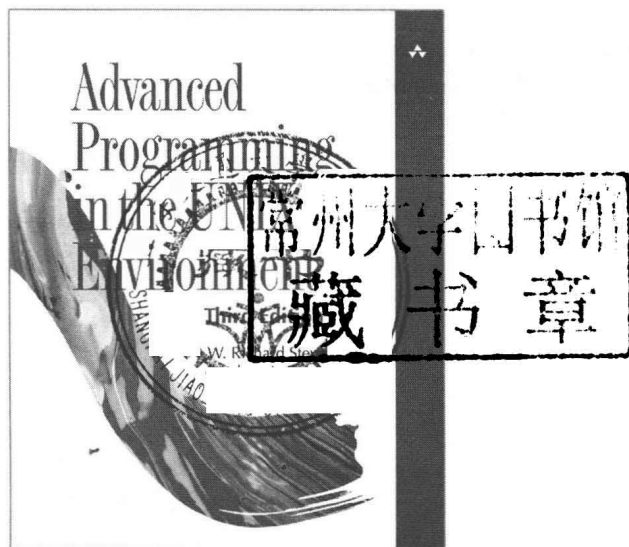 Advanced
Programming
in the UNIX
Environment
Third Edition
W. Richard Stev
常州大学图书馆
藏书章
SHANG
JIAO